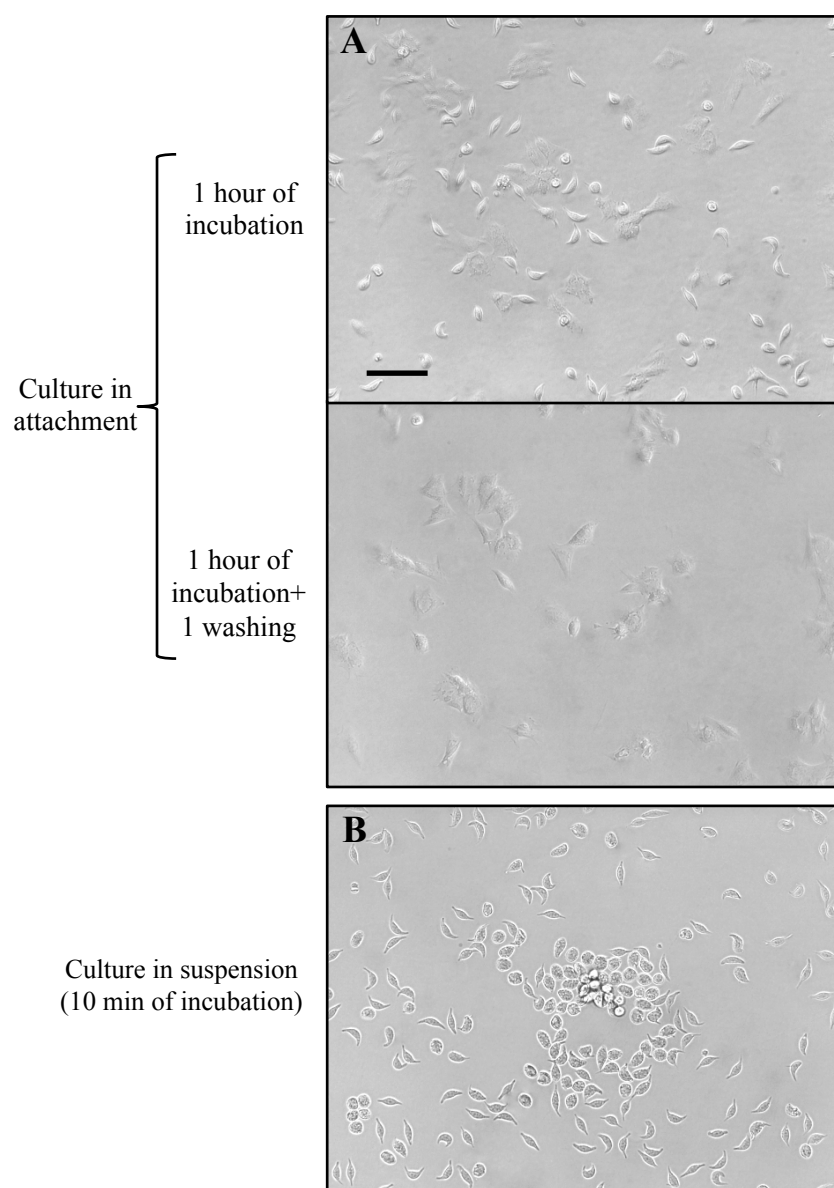 A
1 hour of
incubation
Culture in
attachment
1 hour of
incubation+
1 washing
B
Culture in suspension
(10 min of incubation)